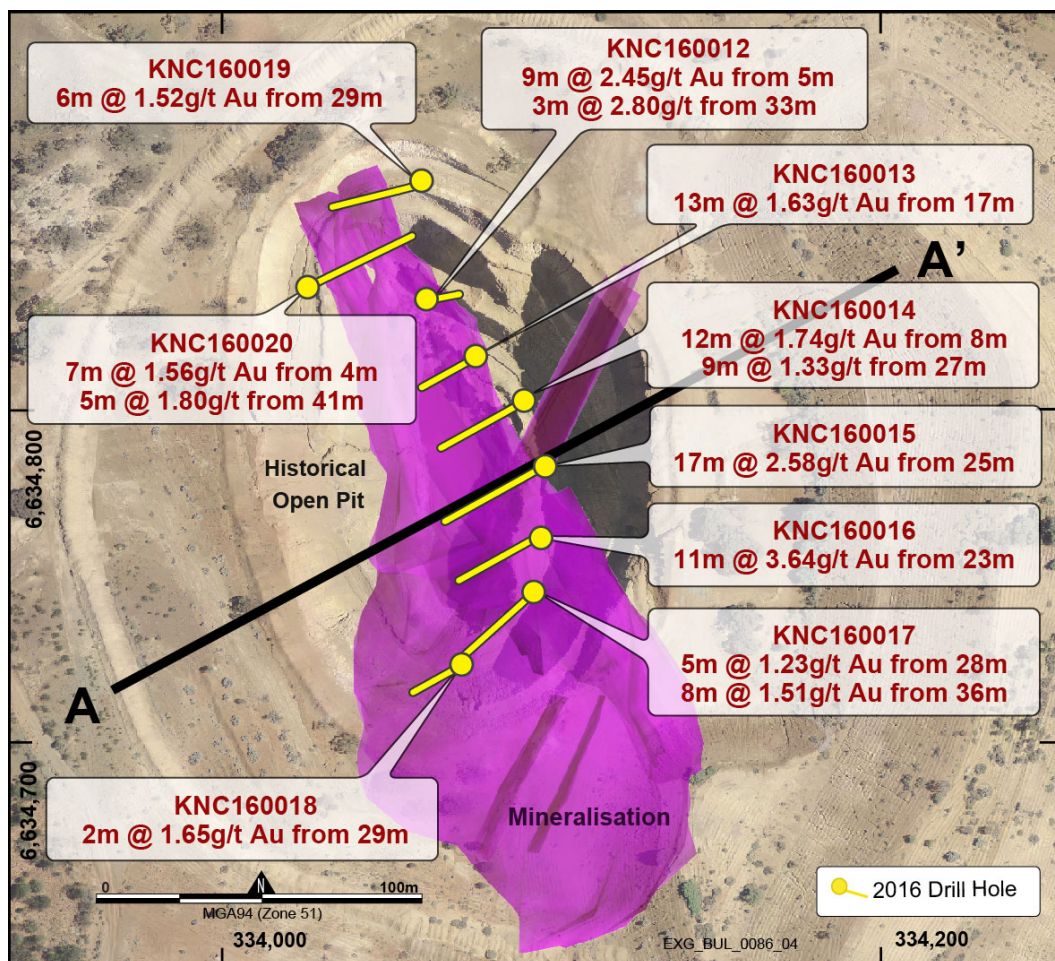 KNC160019
6m @ 1.52g/t Au from 29m
KNC160012
9m @ 2.45g/t Au from 5m
3m @ 2.80g/t from 33m
KNC160013
13m @ 1.63g/t Au from 17m
A'
KNC160014
12m @ 1.74g/t Au from 8m
9m @ 1.33g/t from 27m
KNC160020
7m @ 1.56g/t Au from 4m
5m @ 1.80g/t from 41m
KNC160015
17m @ 2.58g/t Au from 25m
6,634,800
Historical
Open Pit
KNC160016
11m @ 3.64g/t Au from 23m
KNC160017
5m @ 1.23g/t Au from 28m
8m @ 1.51g/t Au from 36m
A
6,634,700
KNC160018
2m @ 1.65g/t Au from 29m
Mineralisation
0
N
100m
MGA94 (Zone 51)
2016 Drill Hole
334,000
EXG_BUL_0086_04
334,200